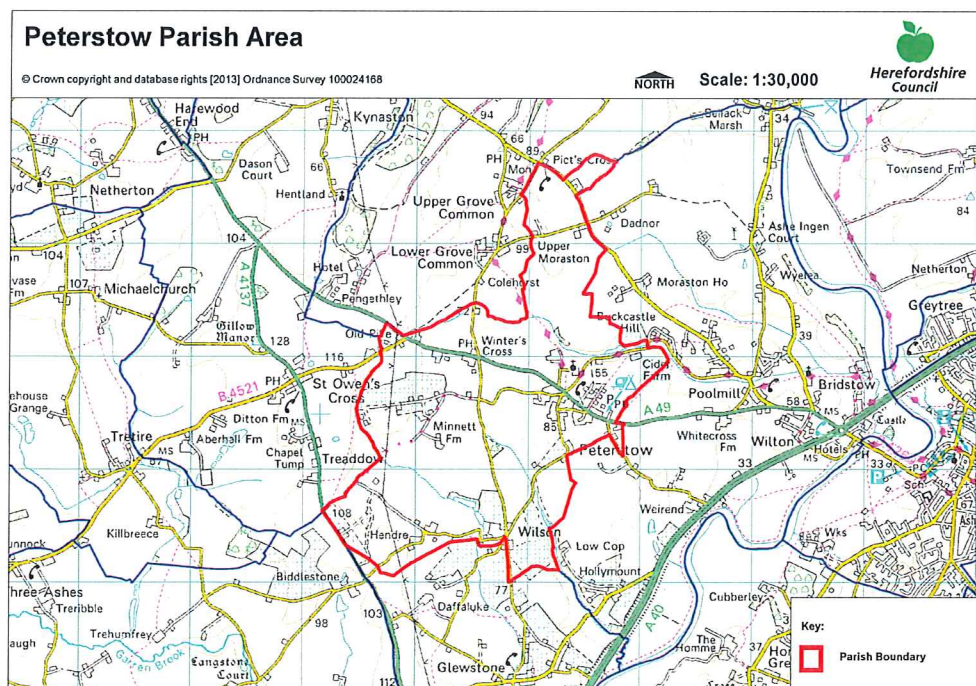 Peterstow Parish Area
© Crown copyright and database rights [2013] Ordnance Survey 100024168
NORTH
Scale: 1:30,000
Herefordshire
Council
Harewood
End
PH
Kynaston
94
66
89
PH
Pict's Cross
Marsh
34
Townsend Fm
84
Dason
Court
66
Netherton
Hentland
Upper Grove
Common
Dadnor
Ashe Ingen
Court
104
104
99
Upper
Moraston
Lower Grove
Common
Hotel
Colehurst
Moraston Ho
Wyelea
Netherton
Greytree
107
Michaelchurch
Pengethley
A 4137
Backcastle
Hill
Gillow
Manor
128
Old Pike
PH
Winter's
Cross
39
116
155
Cider
Farm
B 4521
PH
St Owen's
Cross
Poolmill
Bridstow
Grange
Ditton Fm
MS
Minnett
Fm
85
A 49
58
MS
Castle
Tretire
Aberhall Fm
Chapel
Tump
Treaddow
Peterstow
Whitecross
Fm
Wilton
Hotels
MS
PH
33
PC
Sch
P
MS
67
33
108
Weirend
Killbreece
Hendre
Wilson
Low Cop
Wks
Biddlestone
Hollymount
Three Ashes
Treribble
77
103
Daffaluke
A 40
Cubberley
Trehumfrey
98
The
Homme
37
Garren Brook
Langstone
Court
Glewstone
112
Key:
Parish Boundary